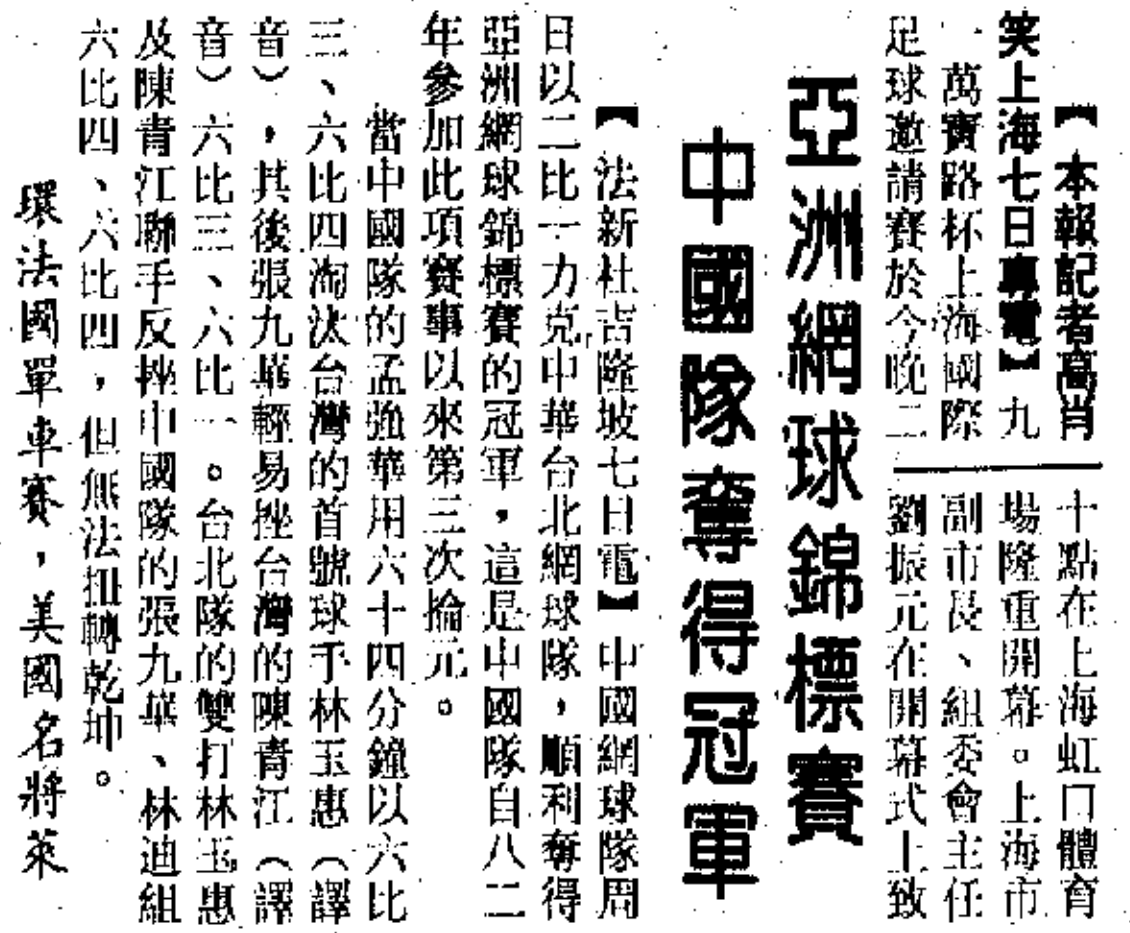 【本報記者高肖
笑上海七日專電】九
一萬寶路杯上海國際
足球邀請賽於今晚二
十點在上海虹口體育
場隆重開幕。上海市
副市長、組委會主任
劉振元在開幕式上致
亞洲網球錦標賽
中國隊奪得冠軍
【法新社吉隆坡七日電】中國網球隊周
日以二比一力克中華台北網球隊，順利奪得
亞洲網球錦標賽的冠軍，這是中國隊自八二
年參加此項賽事以來第三次掄元。
當中國隊的孟強華用六十四分鐘以六比
三、六比四淘汰台灣的首號球手林玉惠（譯
音），其後張九華輕易挫台灣的陳青江（譯
音）六比三、六比一。台北隊的雙打林玉惠
及陳青江聯手反挫中國隊的張九華、林迪組
六比四、六比四，但無法扭轉乾坤。
環法國單車賽，美國名將萊